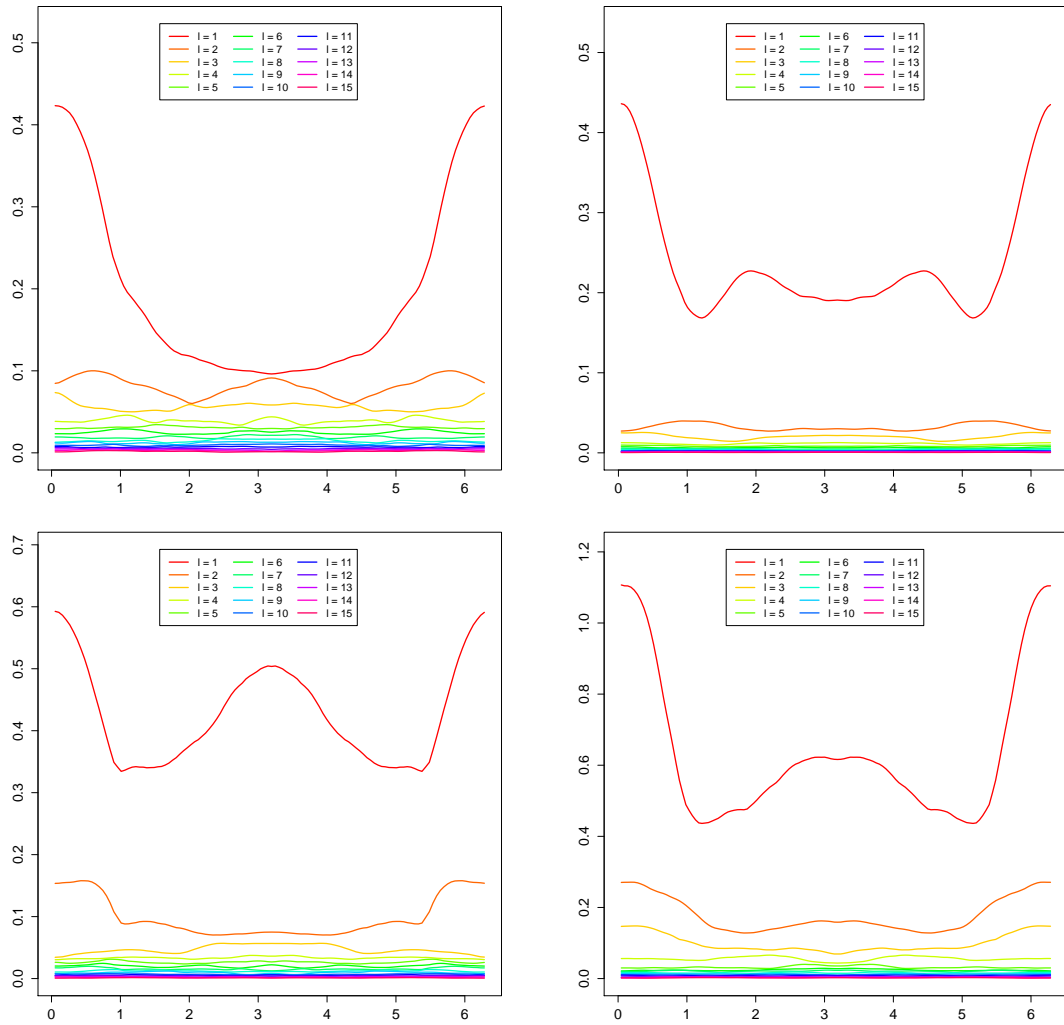 l = 1 l = 6 l = 11
l = 2 l = 7 l = 12
l = 3 l = 8 l = 13
l = 4 l = 9 l = 14
l = 5 l = 10 l = 15
0.5
0.4
0.3
0.2
0.1
0.0
0 1 2 3 4 5 6
l = 1 l = 6 l = 11
l = 2 l = 7 l = 12
l = 3 l = 8 l = 13
l = 4 l = 9 l = 14
l = 5 l = 10 l = 15
0.5
0.4
0.3
0.2
0.1
0.0
0 1 2 3 4 5 6
l = 1 l = 6 l = 11
l = 2 l = 7 l = 12
l = 3 l = 8 l = 13
l = 4 l = 9 l = 14
l = 5 l = 10 l = 15
0.7
0.6
0.5
0.4
0.3
0.2
0.1
0.0
0 1 2 3 4 5 6
l = 1 l = 6 l = 11
l = 2 l = 7 l = 12
l = 3 l = 8 l = 13
l = 4 l = 9 l = 14
l = 5 l = 10 l = 15
1.2
1.0
0.8
0.6
0.4
0.2
0.0
0 1 2 3 4 5 6